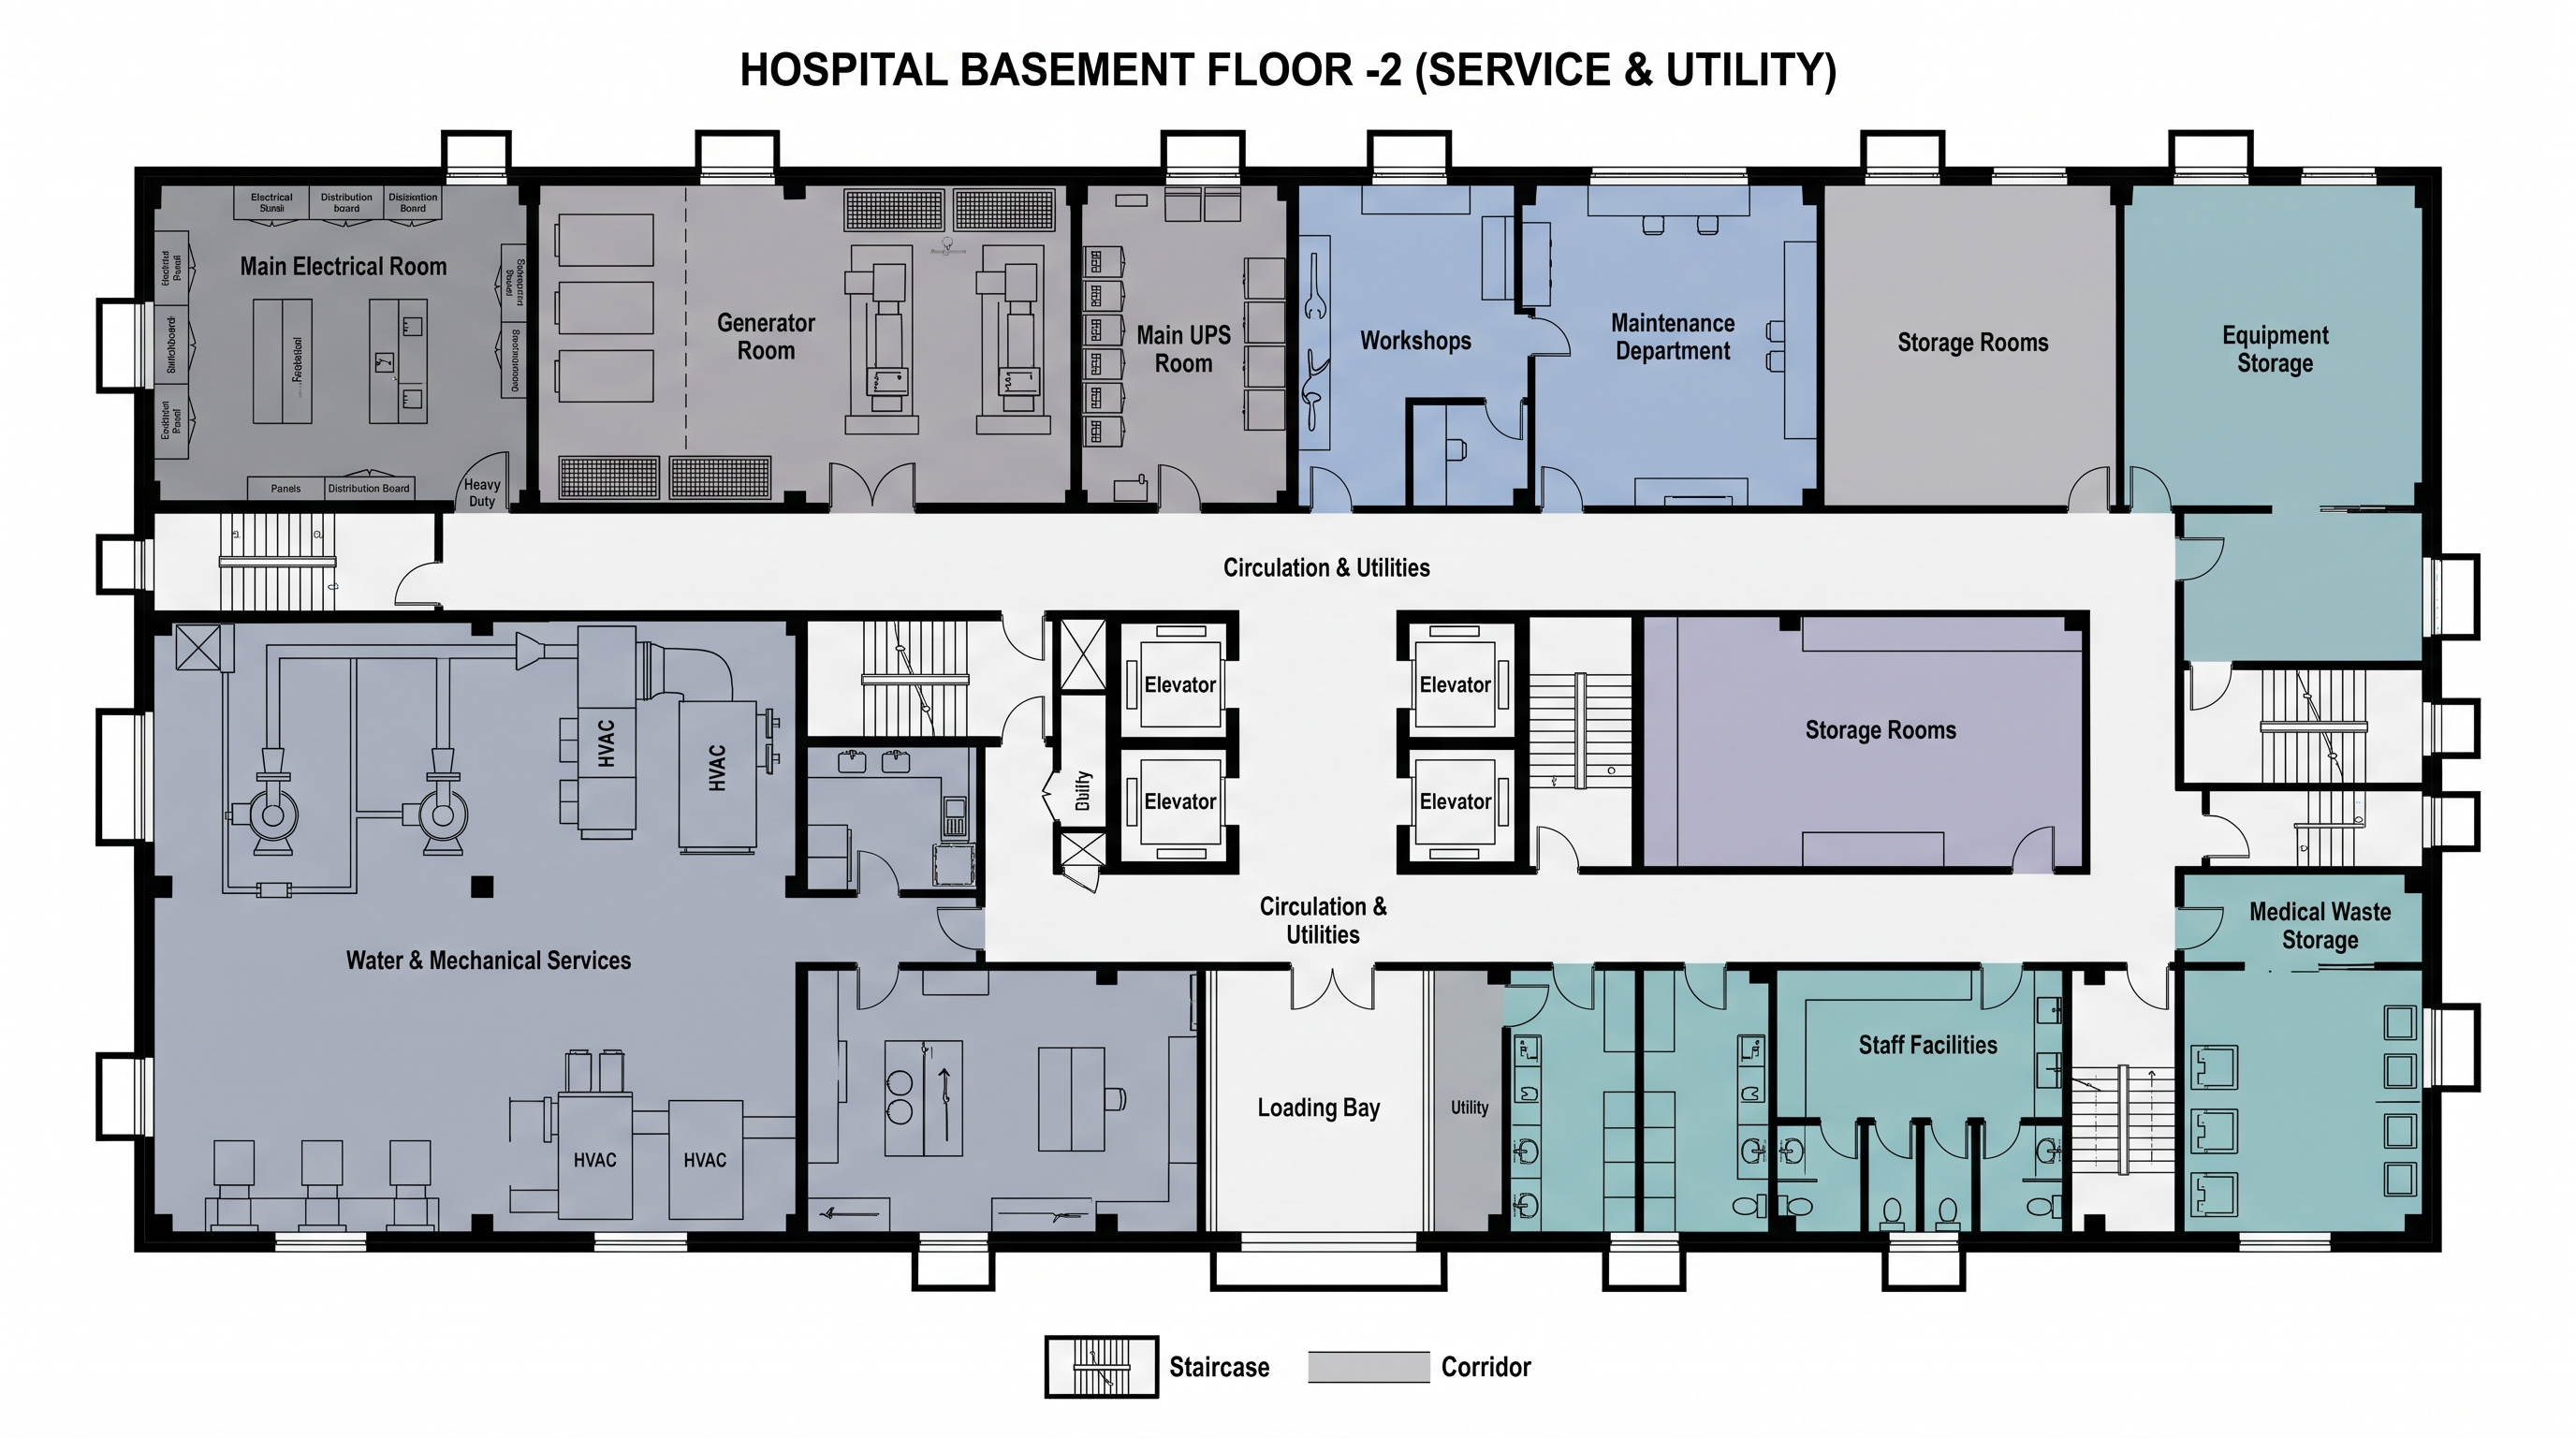 HOSPITAL BASEMENT FLOOR -2 (SERVICE & UTILITY)
Electrical
Distribution
board
Board
Main Electrical Room
Panels
Distribution Board
Heavy
Duty
Generator
Room
Main UPS
Room
Workshops
Maintenance
Department
Storage Rooms
Equipment
Storage
Circulation & Utilities
HVAC
HVAC
Elevator
Elevator
Elevator
Elevator
Storage Rooms
Circulation &
Utilities
Medical Waste
Storage
Water & Mechanical Services
HVAC
HVAC
Loading Bay
Utility
Staff Facilities
Staircase
Corridor